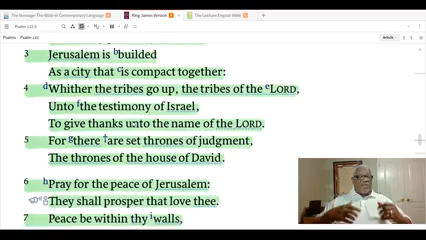 The Message: The Bible in Contemporary Language
King James Version
The Lexham English Bible
Psalm 122:3
Article
Psalms 122
3 Jerusalem is b builded
As a city that c is compact together:
4 d Whither the tribes go up, the tribes of the e LORD,
Unto f the testimony of Israel,
To give thanks unto the name of the LORD.
5 For g there † are set thrones of judgment,
The thrones of the house of David.
6 h Pray for the peace of Jerusalem:
They shall prosper that love thee.
7 Peace be within thy i walls,